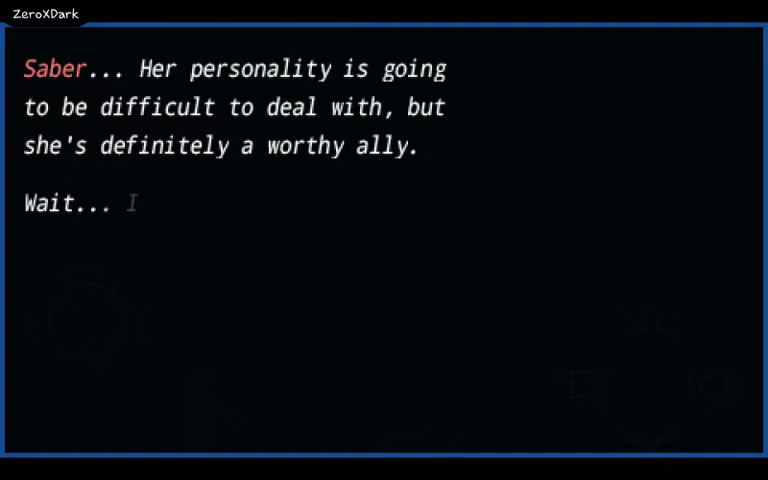 ZeroXDark
Saber... Her personality is going
to be difficult to deal with, but
she's definitely a worthy ally.
Wait... I